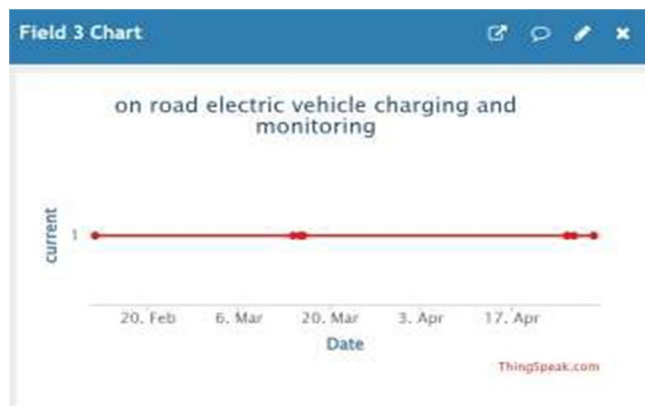 Field 3 Chart
on road electric vehicle charging and
monitoring
current
1
20. Feb
6. Mar
20. Mar
3. Apr
17. Apr
Date
ThingSpeak.com